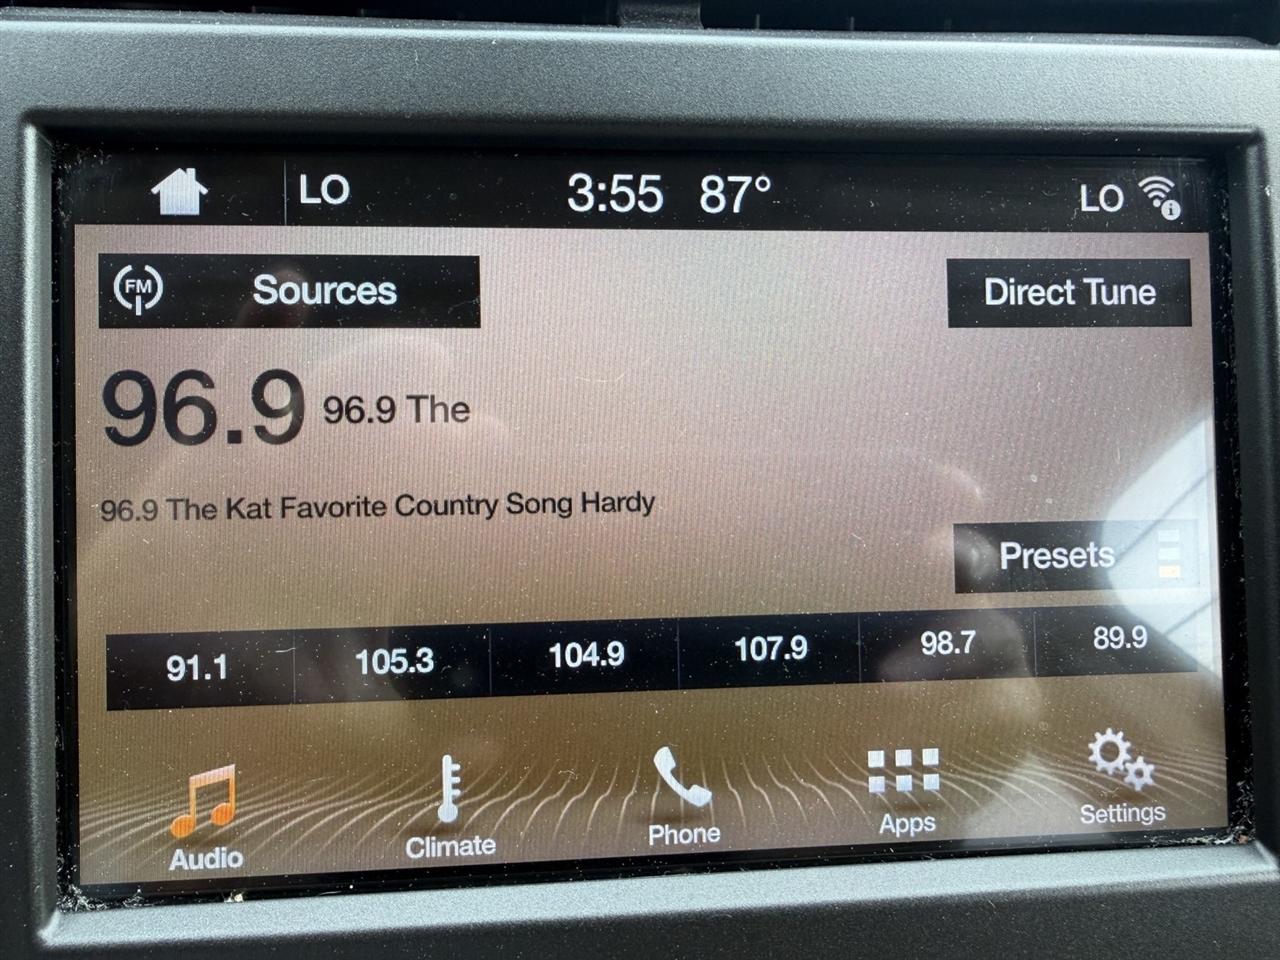 LO 3:55 87° LO
FM Sources Direct Tune
96.9 96.9 The
96.9 The Kat Favorite Country Song Hardy
Presets
91.1 105.3 104.9 107.9 98.7 89.9
Audio Climate Phone Apps Settings